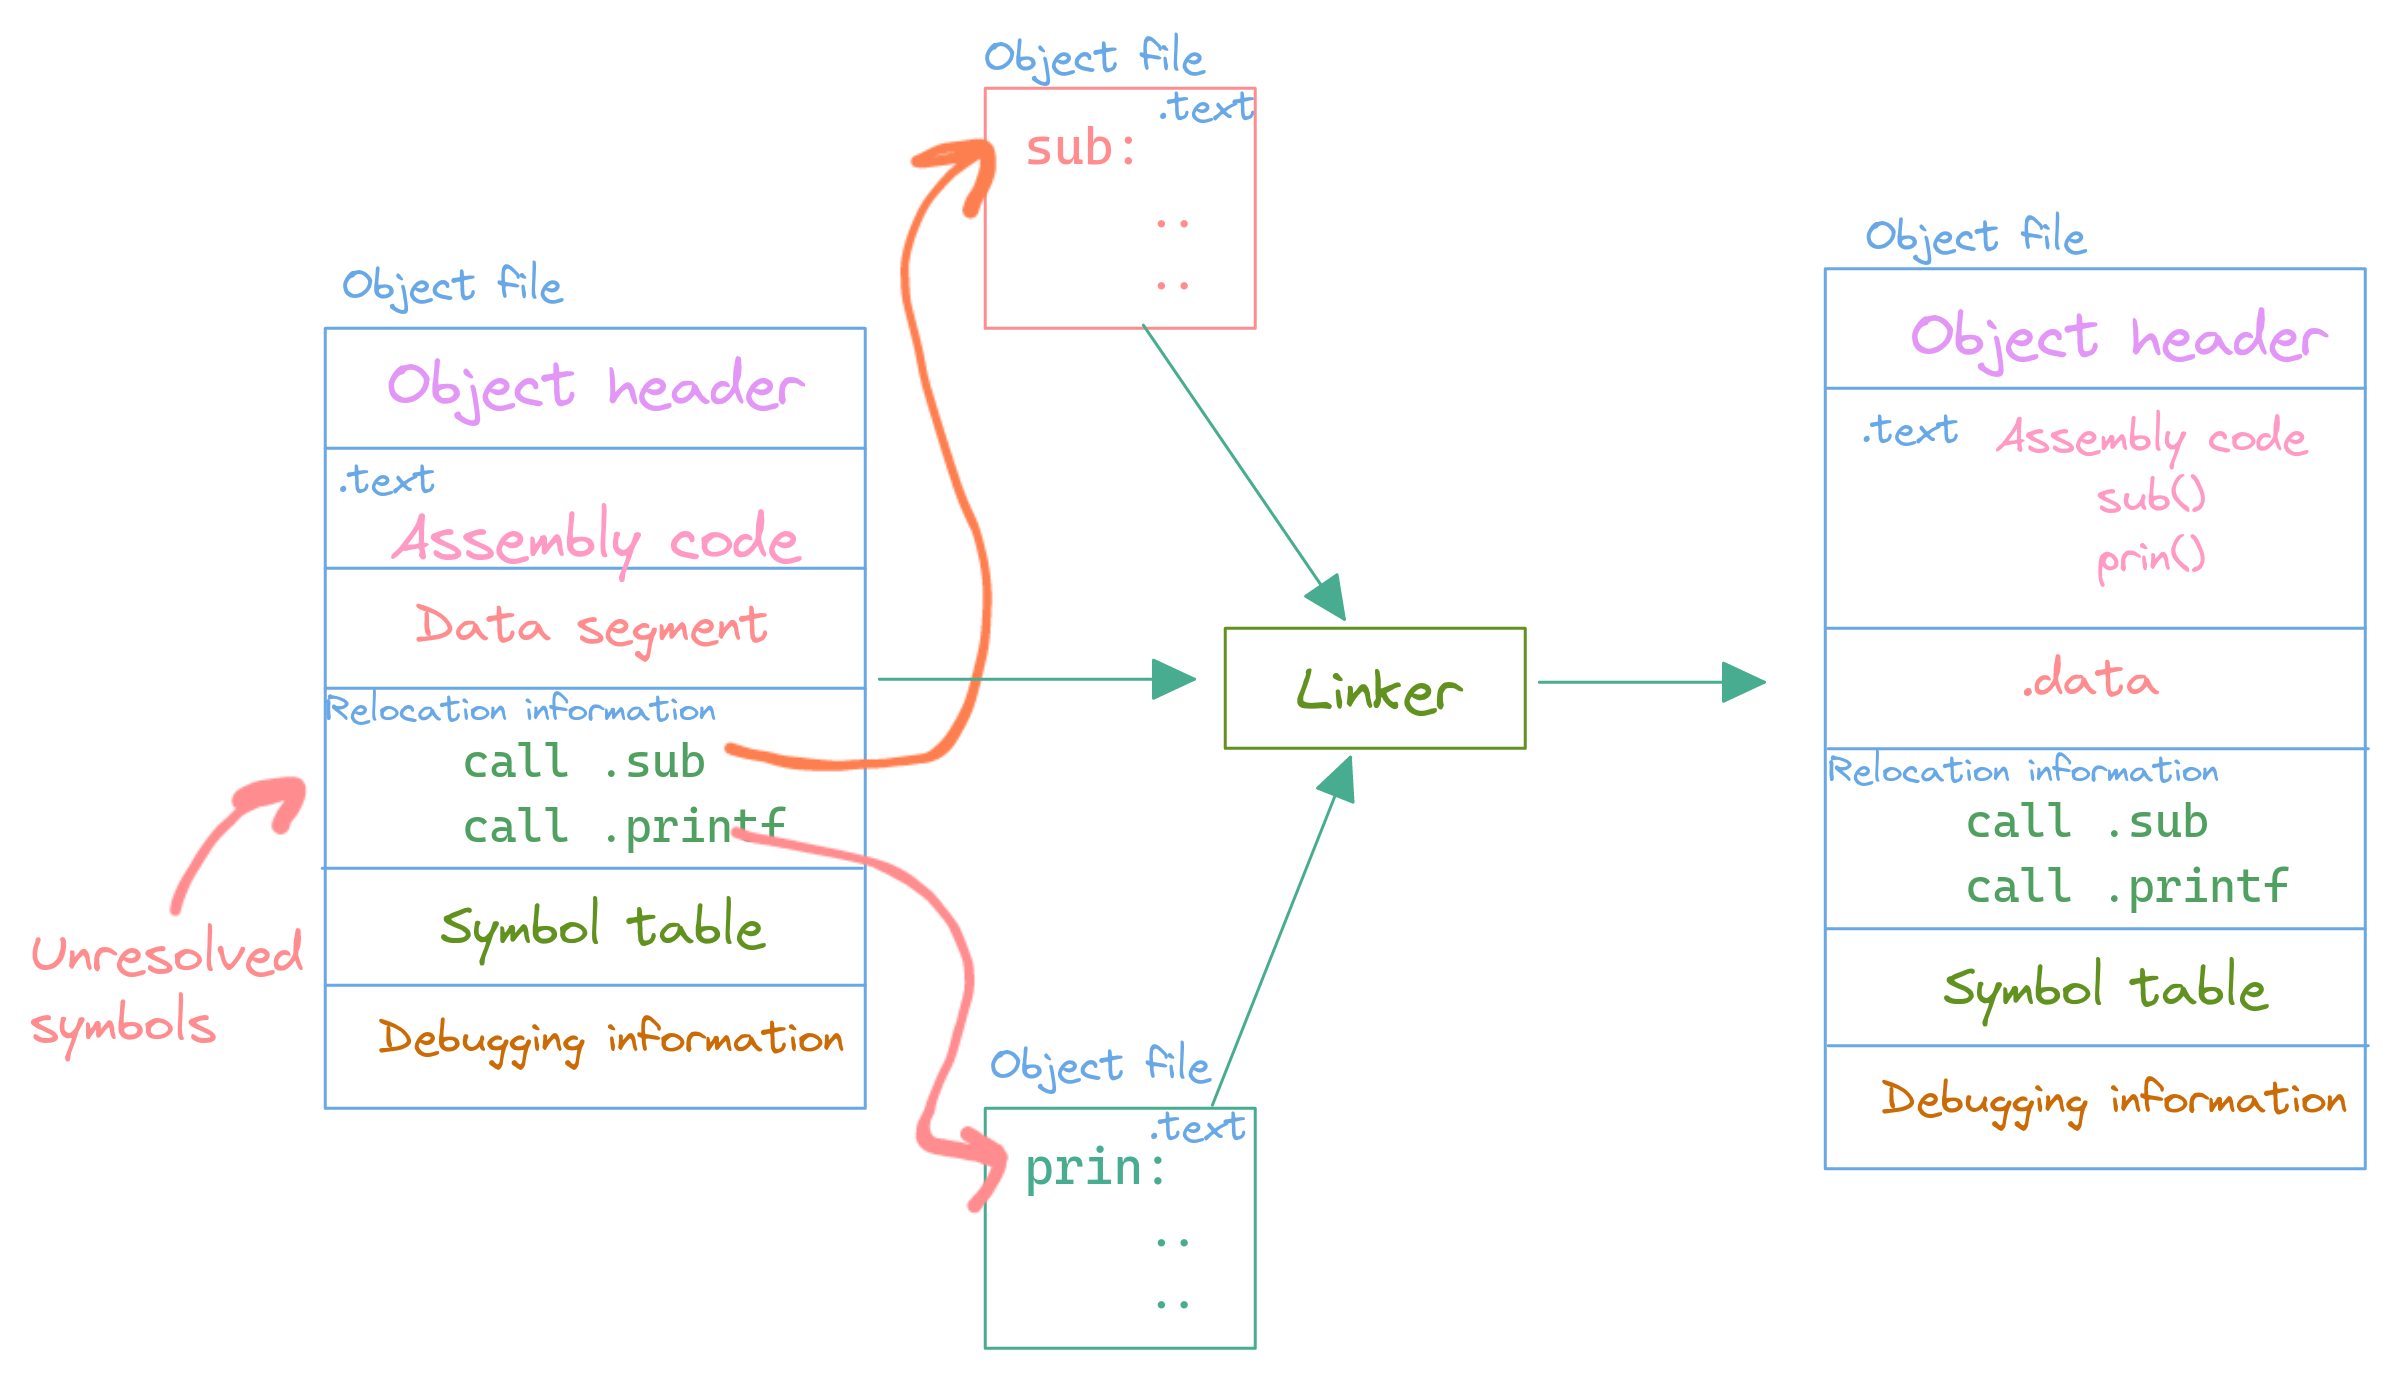 Object file
Object header
.text
Assembly code
Data segment
Relocation information
call .sub
call .printf
Symbol table
Debugging information
Unresolved
symbols
Object file
.text
sub:
..
..
Linker
Object file
.text
prin:
..
..
Object file
Object header
.text Assembly code
sub()
prin()
.data
Relocation information
call .sub
call .printf
Symbol table
Debugging information